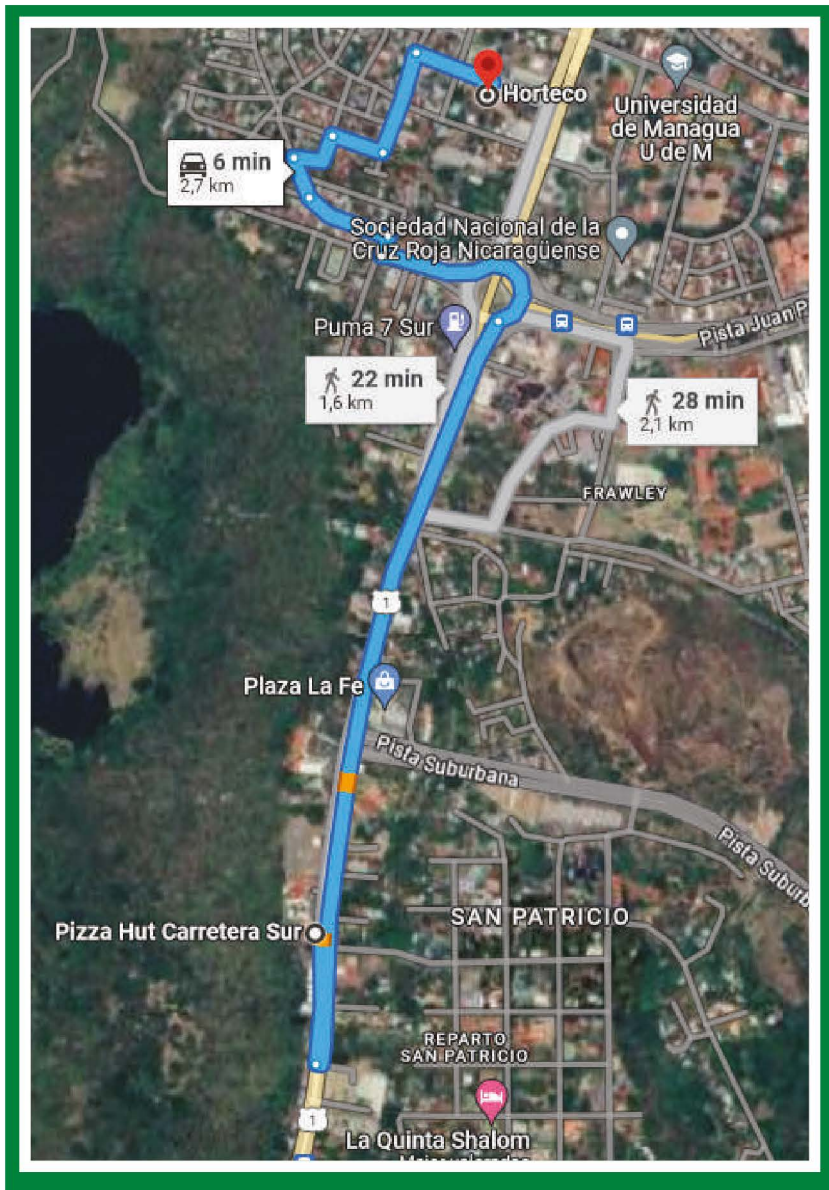 Horteco
Universidad
de Managua
U de M
6 min
2,7 km
Sociedad Nacional de la
Cruz Roja Nicaragüense
Puma 7 Sur
Pista Juan P
22 min
1,6 km
28 min
2,1 km
FRAWLEY
1
Plaza La Fe
Pista Suburbana
Pista Suburb
SAN PATRICIO
Pizza Hut Carretera Sur
REPARTO
SAN PATRICIO
1
La Quinta Shalom